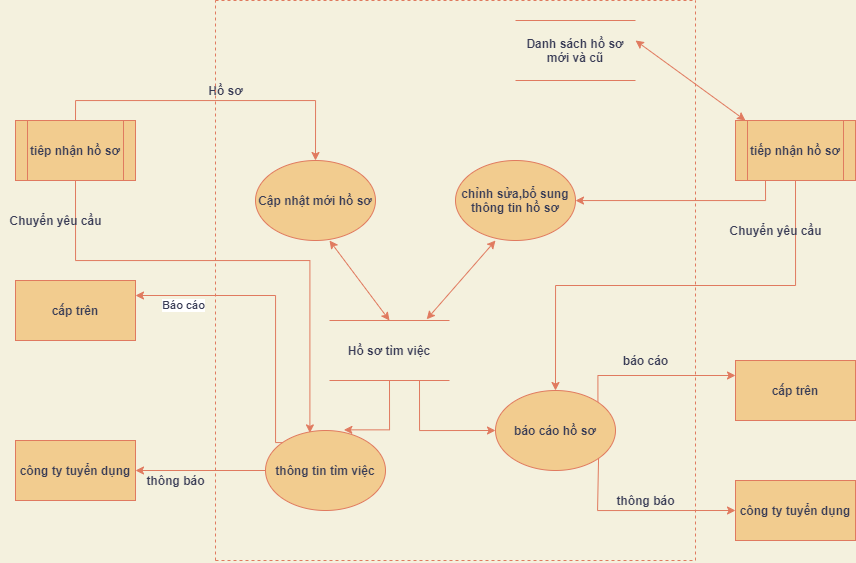 Danh sách hồ sơ
mới và cũ
Hồ sơ
tiêp nhận hồ sơ
tiếp nhận hồ sơ
Cập nhật mới hồ sơ
chỉnh sửa,bổ sung
thông tin hồ sơ
Chuyển yêu cầu
Chuyển yêu cầu
cấp trên
Báo cáo
Hồ sơ tìm việc
báo cáo
cấp trên
báo cáo hồ sơ
công ty tuyển dụng
thông báo
thông tin tìm việc
thông báo
công ty tuyển dụng